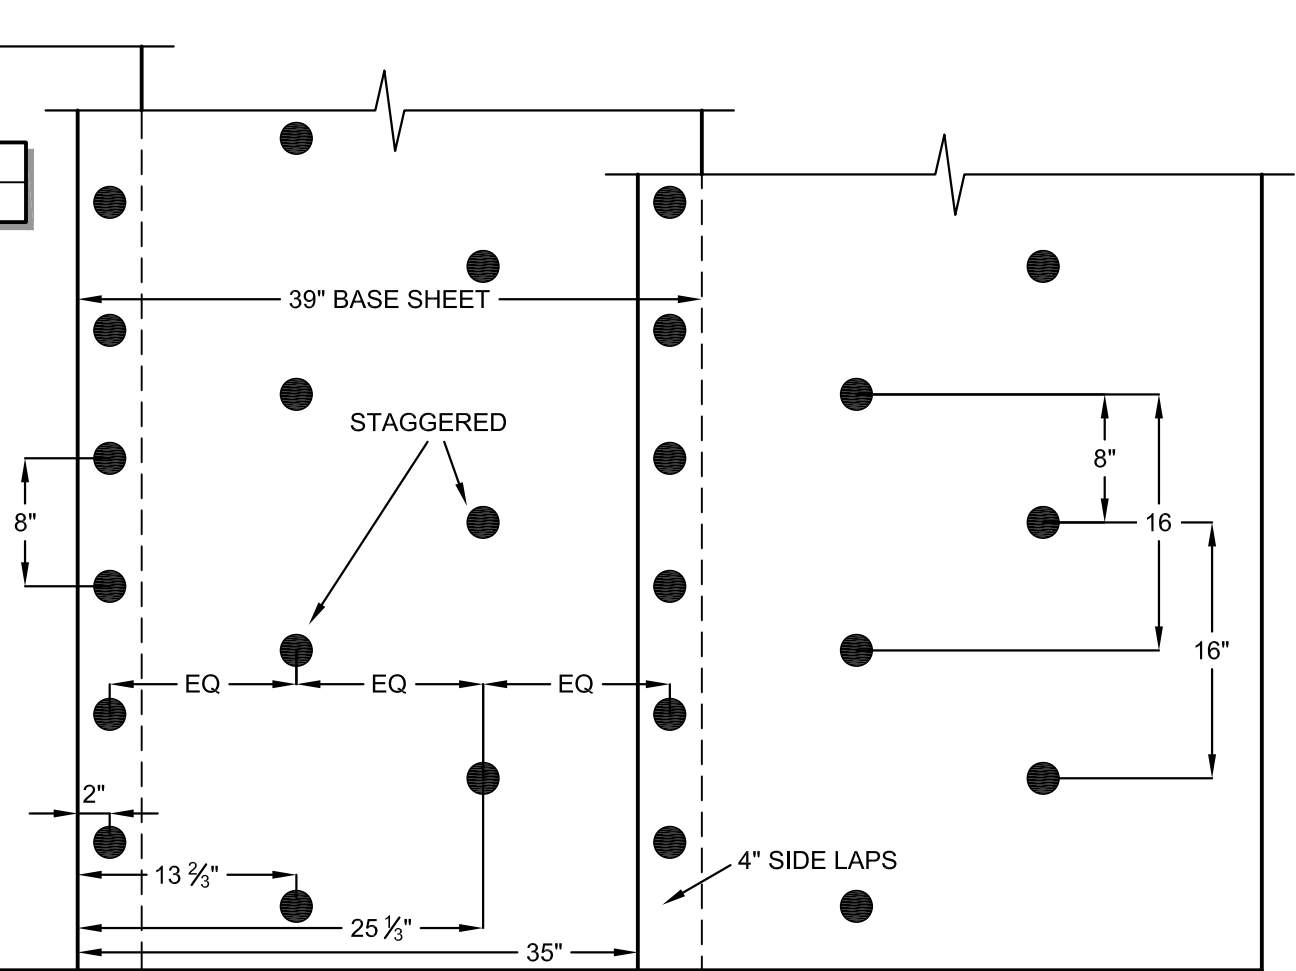 39" BASE SHEET
STAGGERED
8"
8"
16
16"
EQ EQ EQ
2"
4" SIDE LAPS
13 ⅔"
25 ⅓"
35"